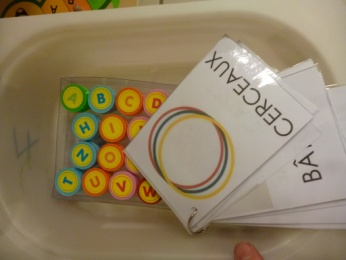 A B C D
H I
N O
T U V W
CERCEAUX
BÂ